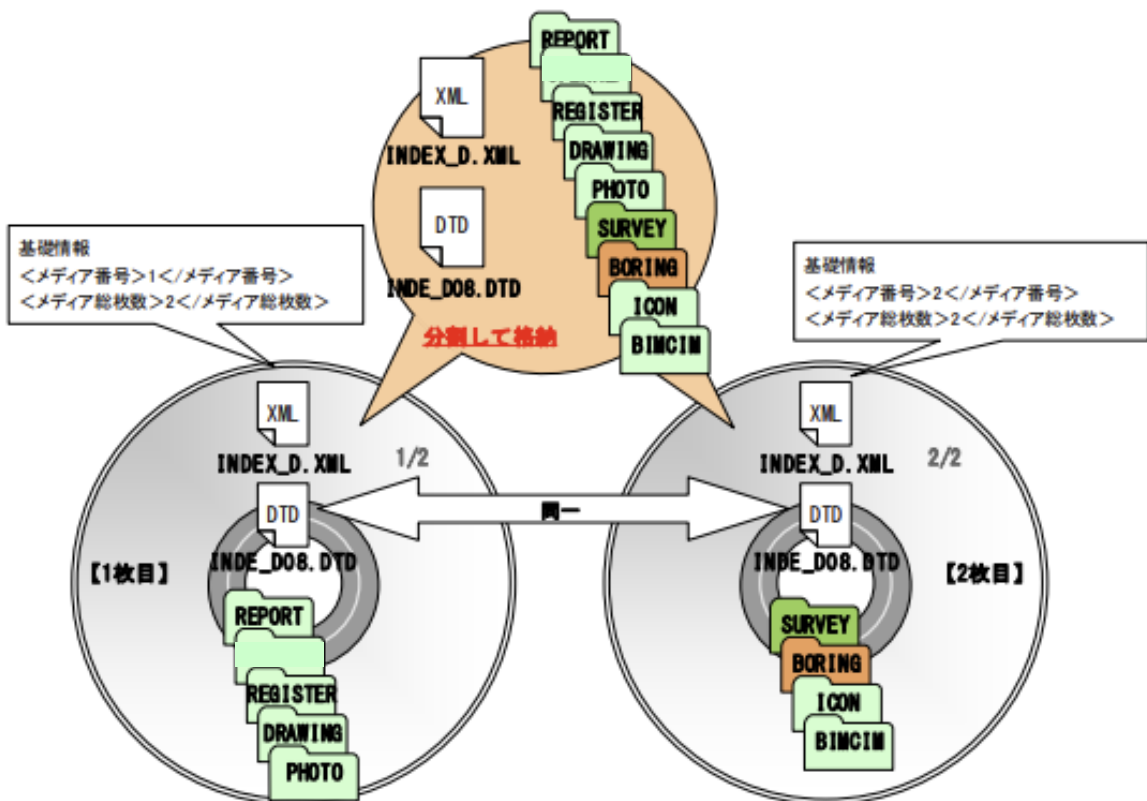 REPORT
XML
REGISTER
INDEX_D.XML
DRAWING
PHOTO
DTD
SURVEY
BORING
INDE_D08.DTD
ICON
分割して格納
BIMCIM
基礎情報
<メディア番号>1</メディア番号>
<メディア総枚数>2</メディア総枚数>
基礎情報
<メディア番号>2</メディア番号>
<メディア総枚数>2</メディア総枚数>
XML
INDEX_D.XML
1/2
DTD
INDE_D08.DTD
【1枚目】
REPORT
REGISTER
DRAWING
PHOTO
同一
XML
INDEX_D.XML
2/2
DTD
INDE_D08.DTD
【2枚目】
SURVEY
BORING
ICON
BIMCIM